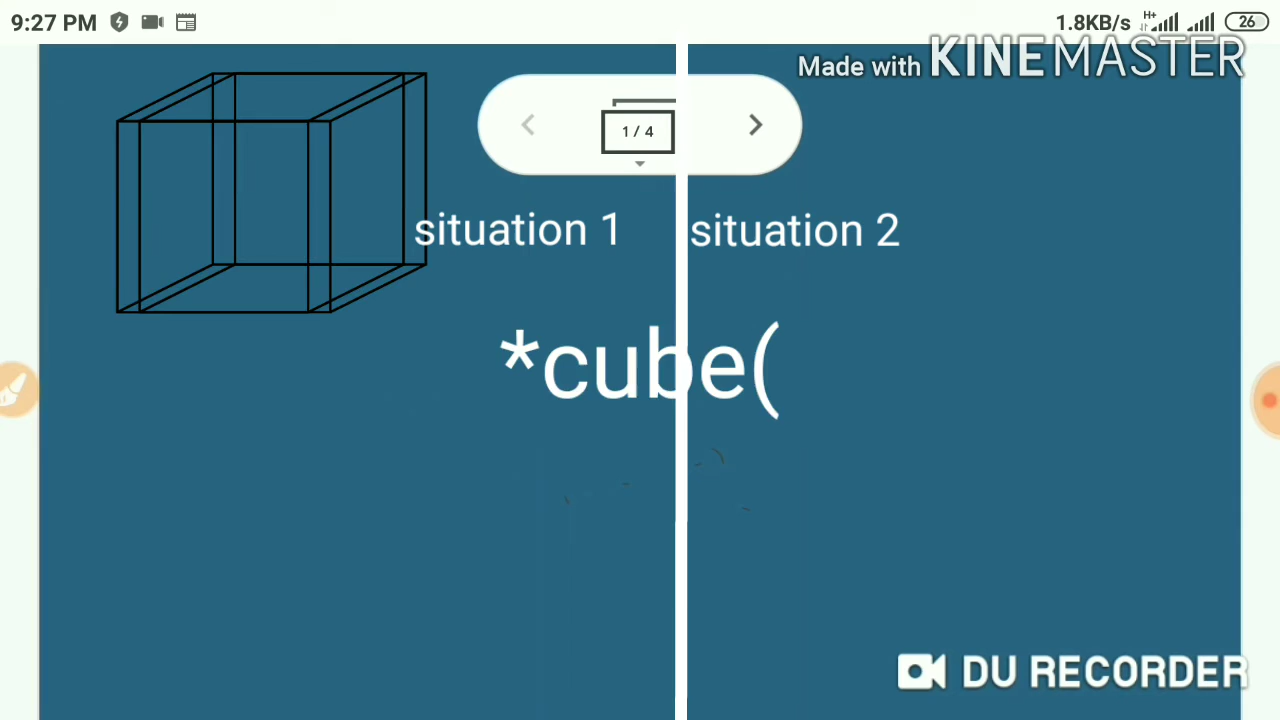 9:27 PM
1.8KB/s H+ 26
Made with KINEMASTER
1 / 4
situation 1
situation 2
*cube(
DU RECORDER